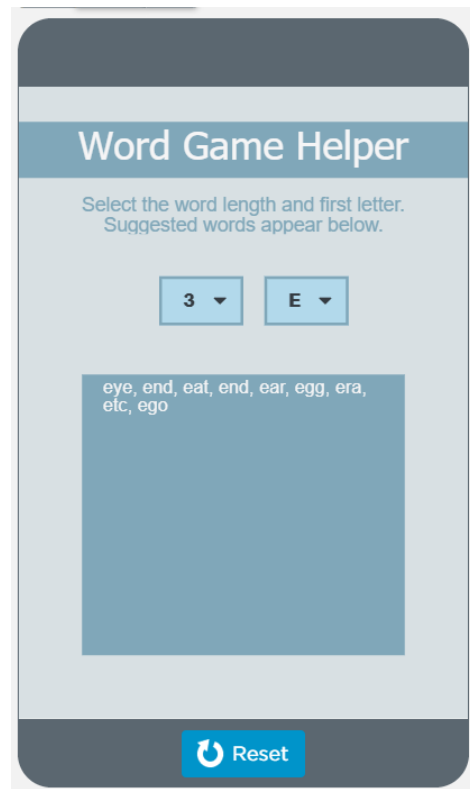 Word Game Helper
Select the word length and first letter.
Suggested words appear below.
3 E
eye, end, eat, end, ear, egg, era,
etc, ego
Reset